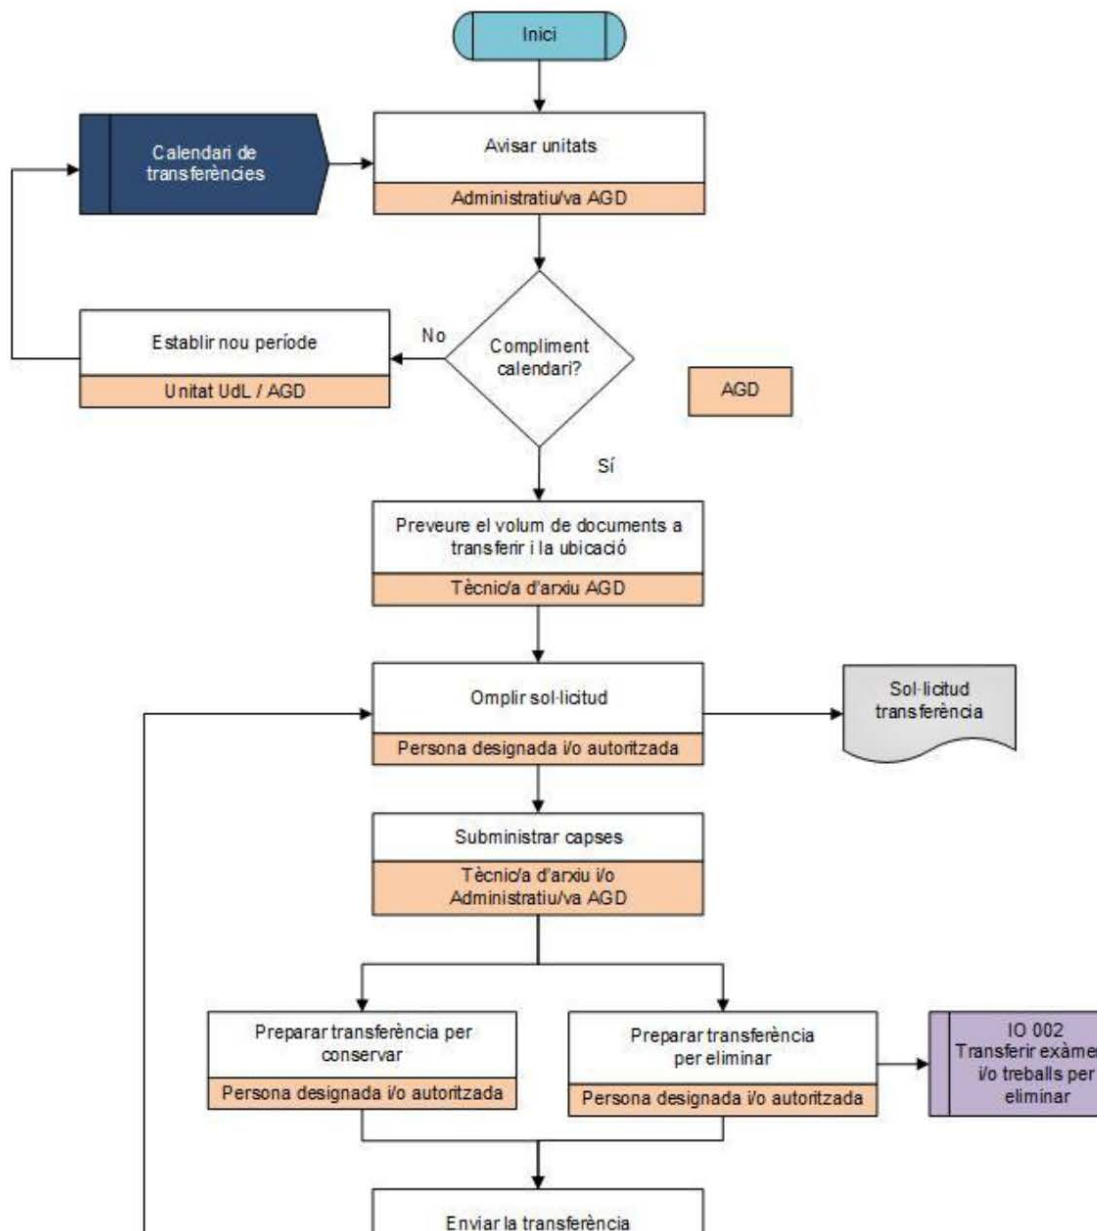 Inici
Calendari de
transferències
Avisar unitats
Administratiu/va AGD
Establir nou període
Unitat UdL / AGD
No
Compliment
calendari?
AGD
Sí
Preveure el volum de documents a
transferir i la ubicació
Tècnic/a d'arxiu AGD
Omplir sol·licitud
Persona designada i/o autoritzada
Sol·licitud
transferència
Subministrar capses
Tècnic/a d'arxiu i/o
Administratiu/va AGD
Preparar transferència per
conservar
Persona designada i/o autoritzada
Preparar transferència
per eliminar
Persona designada i/o autoritzada
IO 002
Transferir exàme
i/o treballs per
eliminar
Enviar la transferència